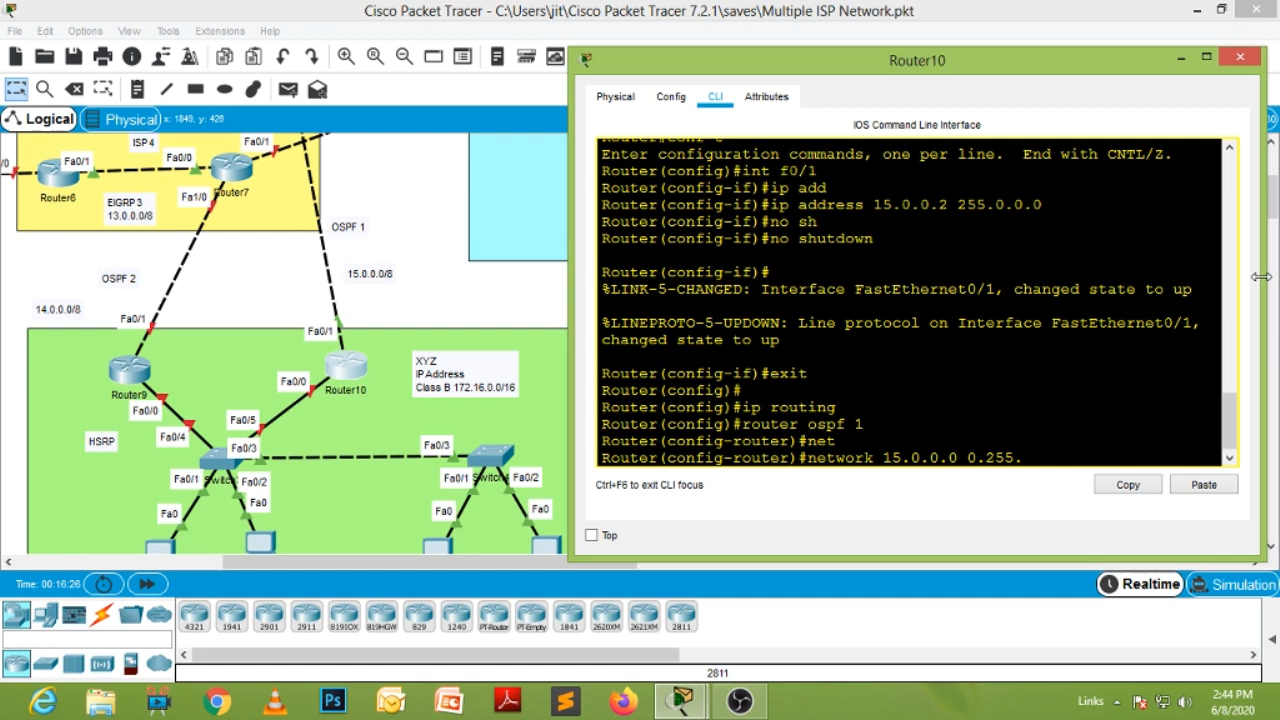 Cisco Packet Tracer - C:\Users\jit\Cisco Packet Tracer 7.2.1\saves\Multiple ISP Network.pkt
File Edit Options View Tools Extensions Help
Logical Physical x: 1849, y: 428
Router10
Physical Config CLI Attributes
IOS Command Line Interface
Enter configuration commands, one per line. End with CNTL/Z.
Router(config)#int f0/1
Router(config-if)#ip add
Router(config-if)#ip address 15.0.0.2 255.0.0.0
Router(config-if)#no sh
Router(config-if)#no shutdown
Router(config-if)#
%LINK-5-CHANGED: Interface FastEthernet0/1, changed state to up
%LINEPROTO-5-UPDOWN: Line protocol on Interface FastEthernet0/1,
changed state to up
Router(config-if)#exit
Router(config)#
Router(config)#ip routing
Router(config)#router ospf 1
Router(config-router)#net
Router(config-router)#network 15.0.0.0 0.255.
Ctrl+F6 to exit CLI focus
Copy Paste
Top
ISP 4
Fa0/1
/0 Fa0/1 Fa0/0
Router6 Router7
Fa1/0
EIGRP 3
13.0.0.0/8
OSPF 1
15.0.0.0/8
OSPF 2
14.0.0.0/8
Fa0/1
Fa0/1
XYZ
IP Address
Class B 172.16.0.0/16
Router9 Fa0/0 Router10
Fa0/0
Fa0/5
HSRP Fa0/4
Fa0/3 Fa0/3
Fa0/1 Fa0/2 Fa0/1 Fa0/2
Fa0 Fa0 Fa0 Fa0
Time: 00:16:26 Realtime Simulation
4321 1941 2901 2911 819IOX 819HGW 829 1240 PT-Router PT-Empty 1841 2620XM 2621XM 2811
2811
Links 2:44 PM
6/8/2020